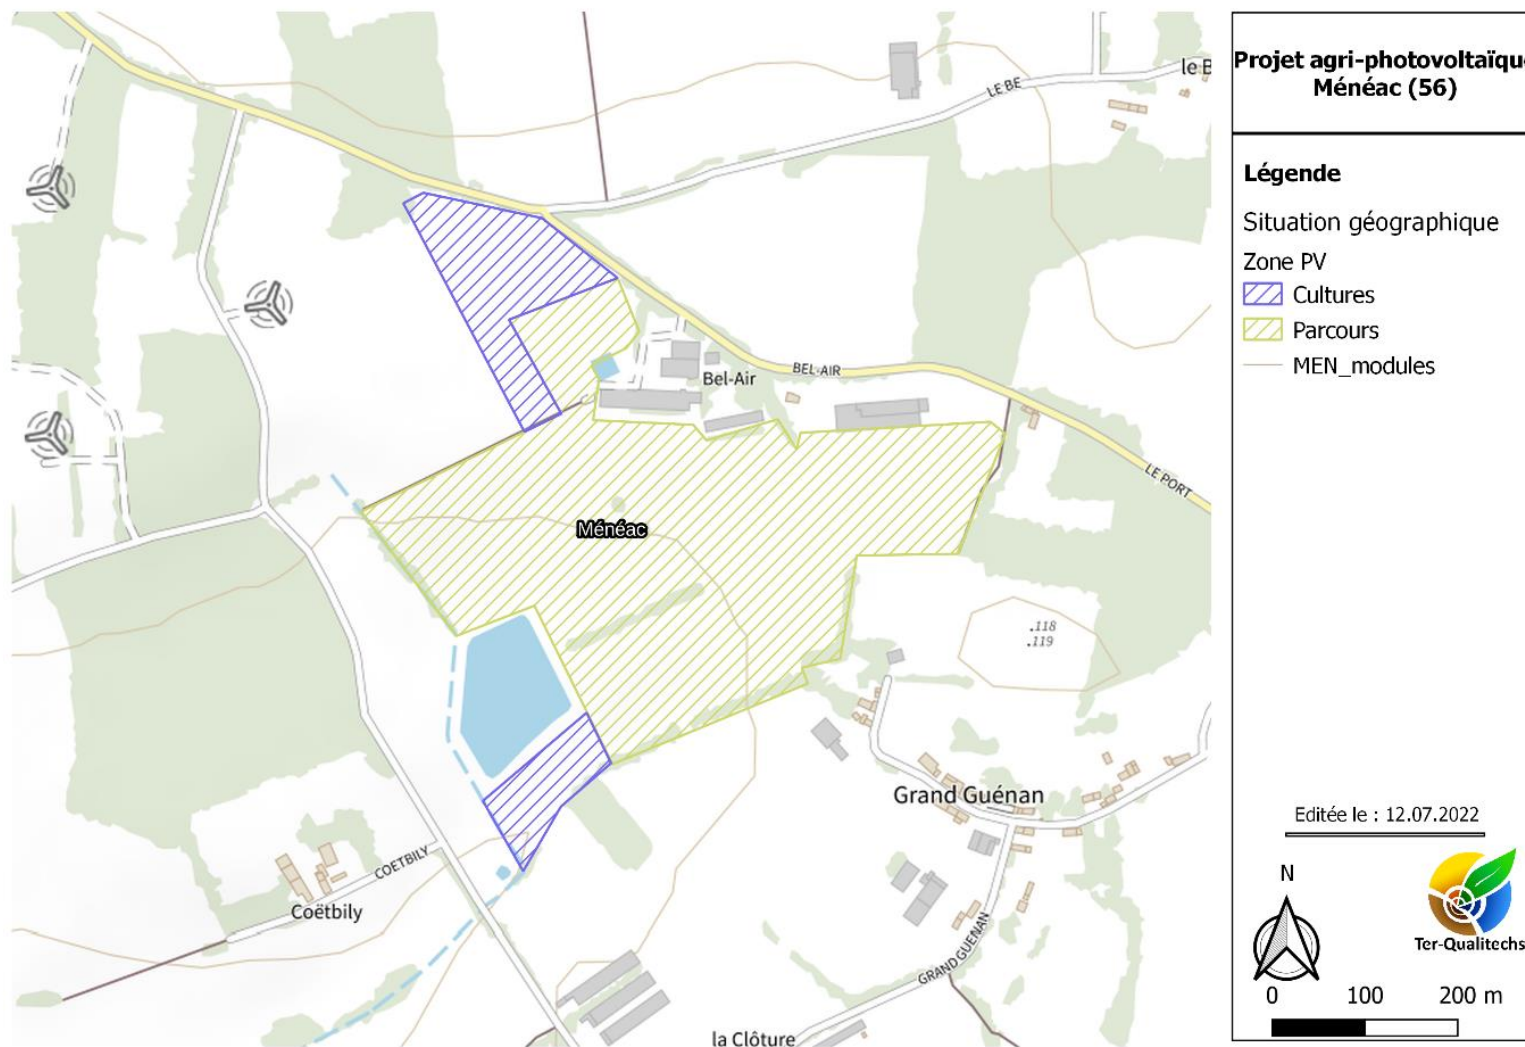 le B
LE BE
Bel-Air
BEL-AIR
LE PORT
Ménéac
.118
.119
Grand Guénan
COETBILY
Coëtbily
GRAND GUENAN
la Clôture
Projet agri-photovoltaïqu
Ménéac (56)
Légende
Situation géographique
Zone PV
Cultures
Parcours
MEN_modules
Editée le : 12.07.2022
N
Ter-Qualitechs
0 100 200 m